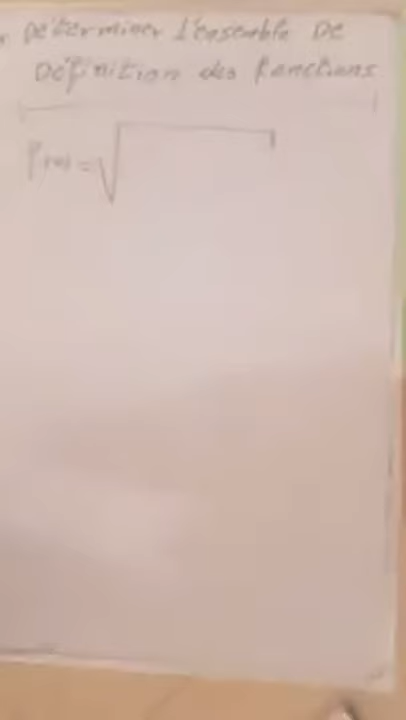 Déterminer l'ensemble De
Définition des fonctions
f(x) = √